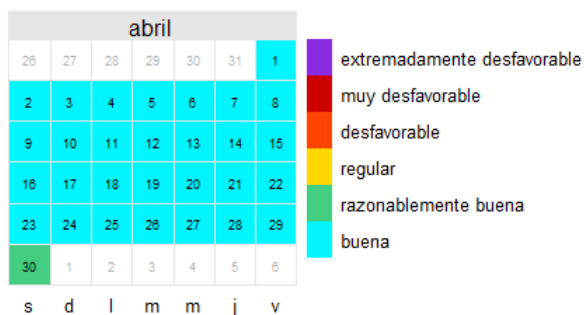 abril
26 27 28 29 30 31 1
2 3 4 5 6 7 8
9 10 11 12 13 14 15
16 17 18 19 20 21 22
23 24 25 26 27 28 29
30 1 2 3 4 5 6
s d l m m j v
extremadamente desfavorable
muy desfavorable
desfavorable
regular
razonablemente buena
buena